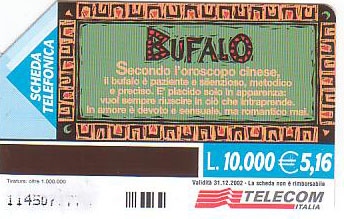 SCHEDA
TELEFONICA
BUFALO
Secondo l'oroscopo cinese,
il bufalo è paziente e silenzioso, metodico
e preciso. E' placido solo in apparenza:
vuol sempre riuscire in ciò che intraprende.
In amore è devoto e sensuale, ma romantico mai.
L. 10.000 € 5,16
Tiratura: oltre 1.000.000
Validità 31.12.2002 - La scheda non è rimborsabile
TELECOM
ITALIA